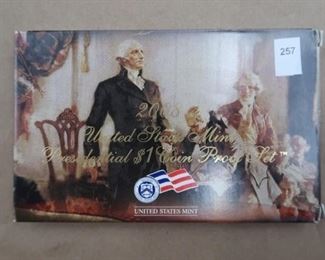 257
United States Mint
Presidential $1 Coin Proof Set™
UNITED STATES MINT